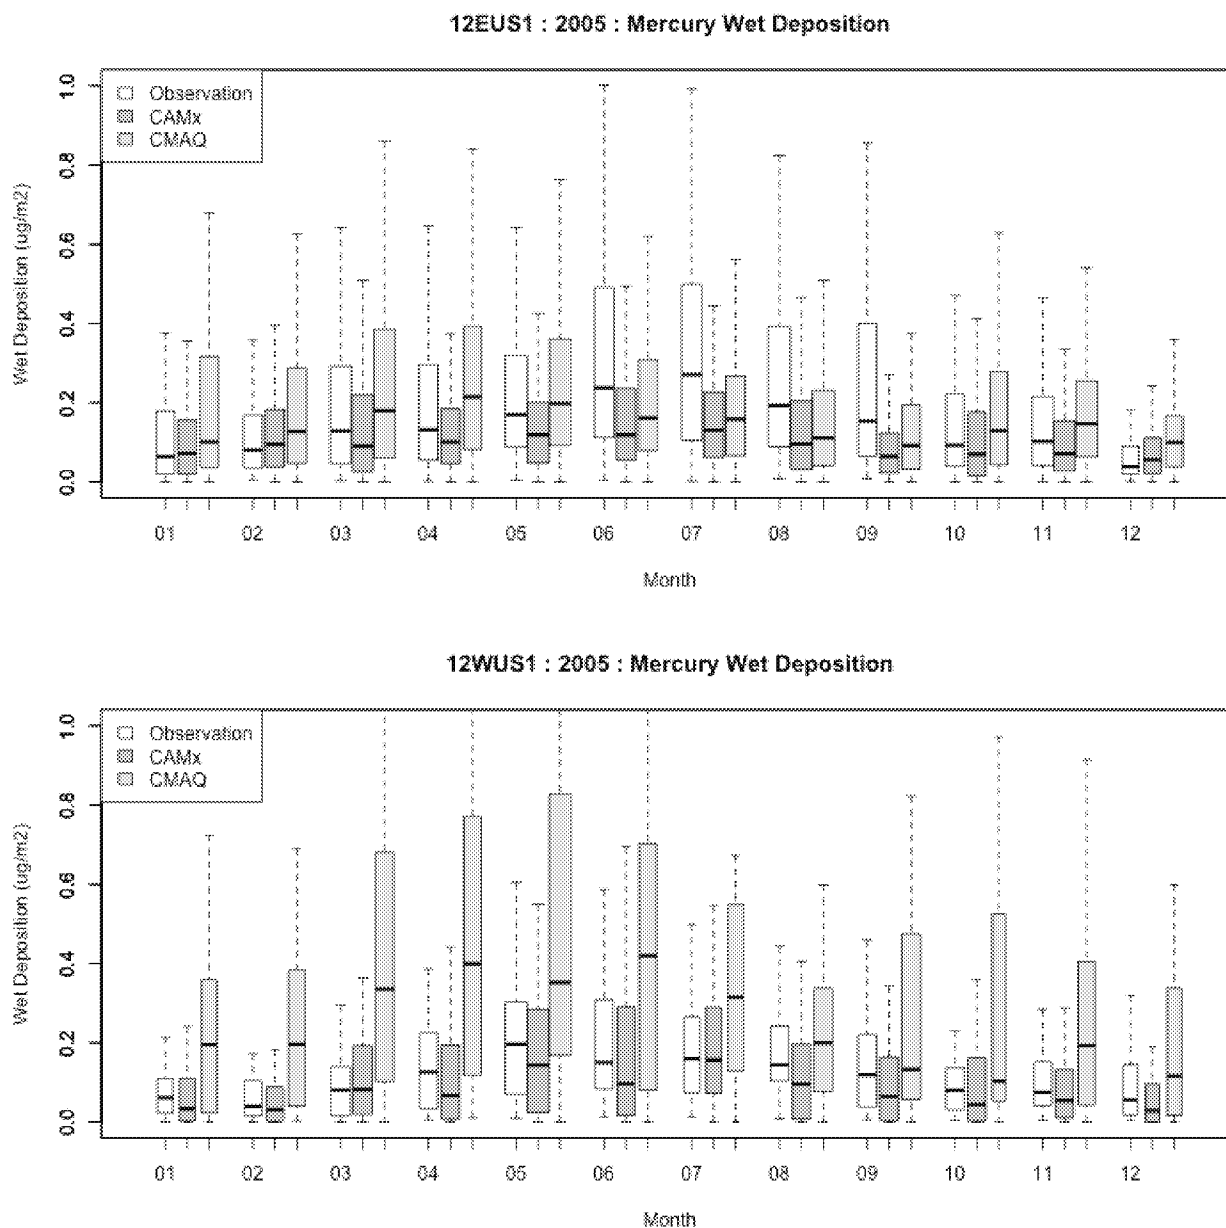 12EUS1 : 2005 : Mercury Wet Deposition
Wet Deposition (ug/m2)
1.0
0.8
0.6
0.4
0.2
0.0
Observation
CAMx
CMAQ
01 02 03 04 05 06 07 08 09 10 11 12
Month
12WUS1 : 2005 : Mercury Wet Deposition
Wet Deposition (ug/m2)
1.0
0.8
0.6
0.4
0.2
0.0
Observation
CAMx
CMAQ
01 02 03 04 05 06 07 08 09 10 11 12
Month